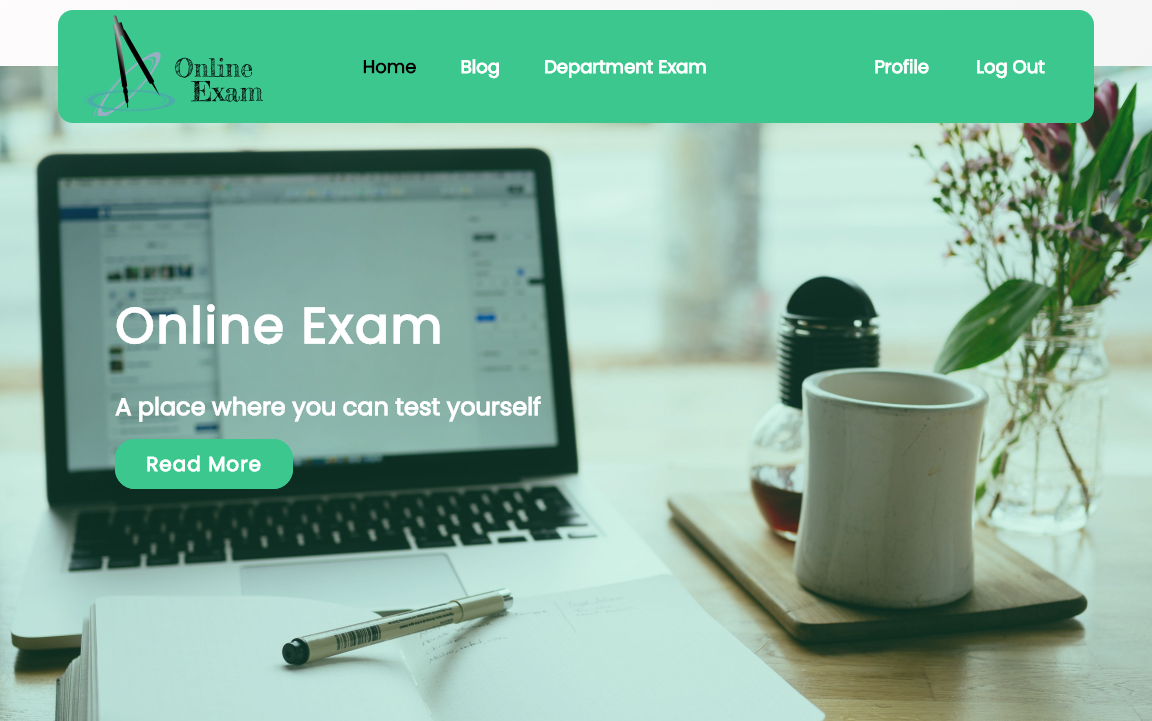 Online
Exam
Home
Blog
Department Exam
Profile
Log Out
Online Exam
A place where you can test yourself
Read More